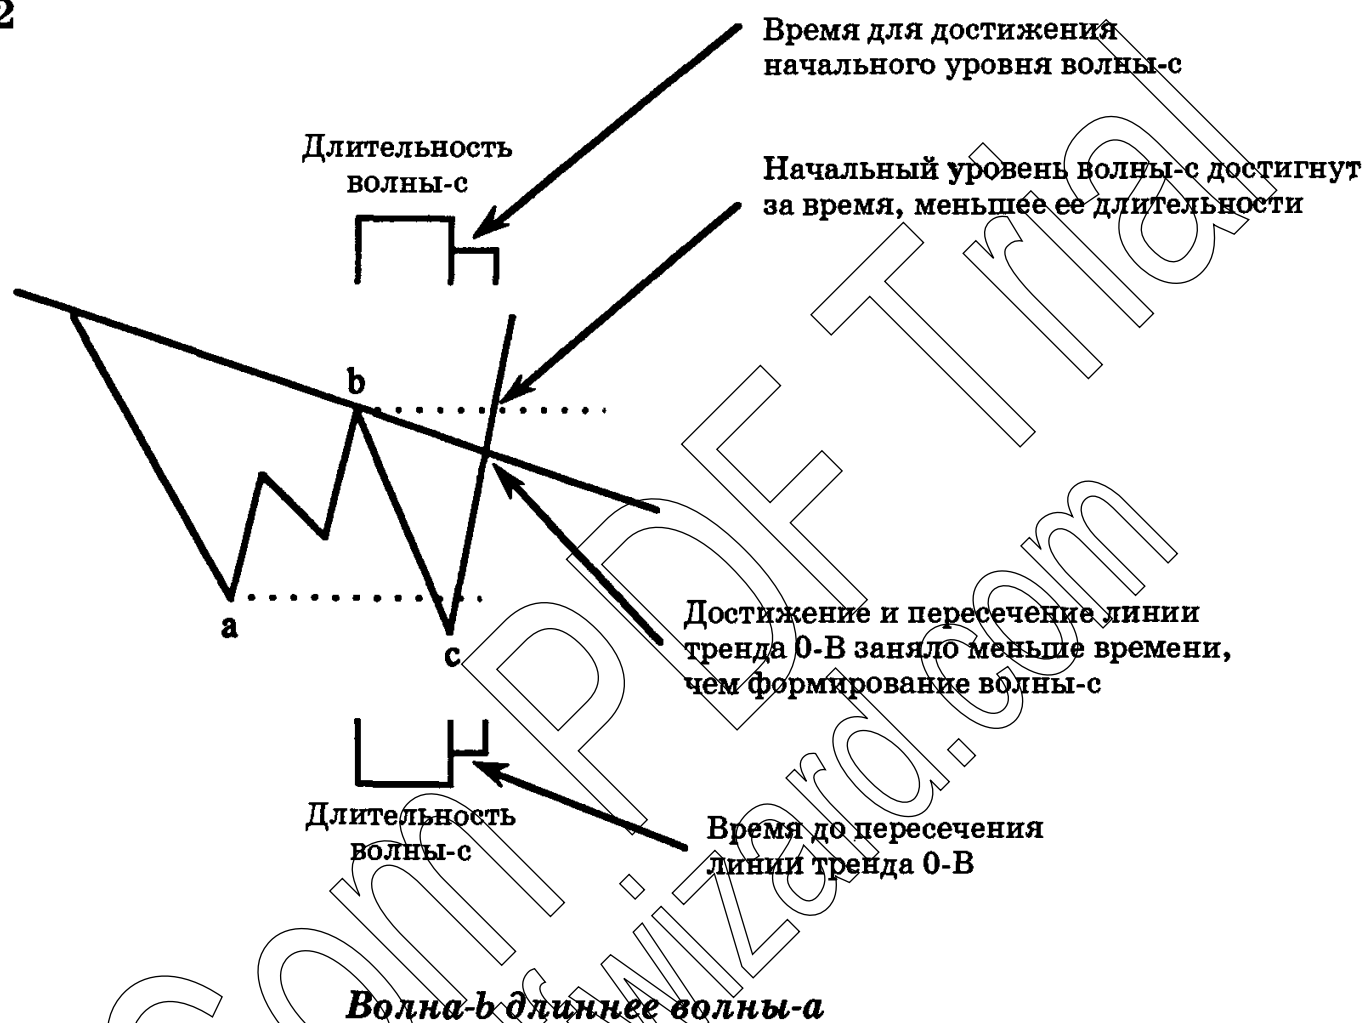 2
Время для достижения
начального уровня волны-с
Длительность
волны-с
Начальный уровень волны-с достигнут
за время, меньшее ее длительности
b
a
c
Достижение и пересечение линии
тренда 0-В заняло меньше времени,
чем формирование волны-с
Длительность
волны-с
Время до пересечения
линии тренда 0-В
Волна-b длиннее волны-а